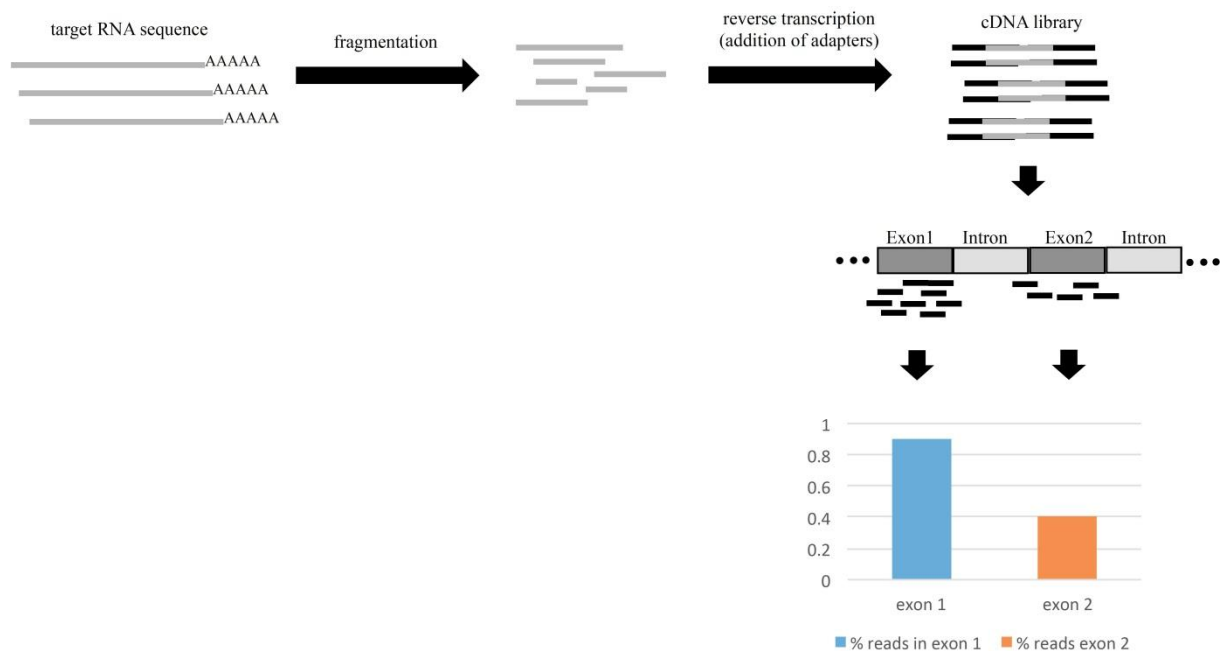 target RNA sequence
AAAAA
AAAAA
AAAAA
fragmentation
reverse transcription
(addition of adapters)
cDNA library
Exon1 Intron Exon2 Intron
1
0.8
0.6
0.4
0.2
0
exon 1 exon 2
% reads in exon 1 % reads exon 2